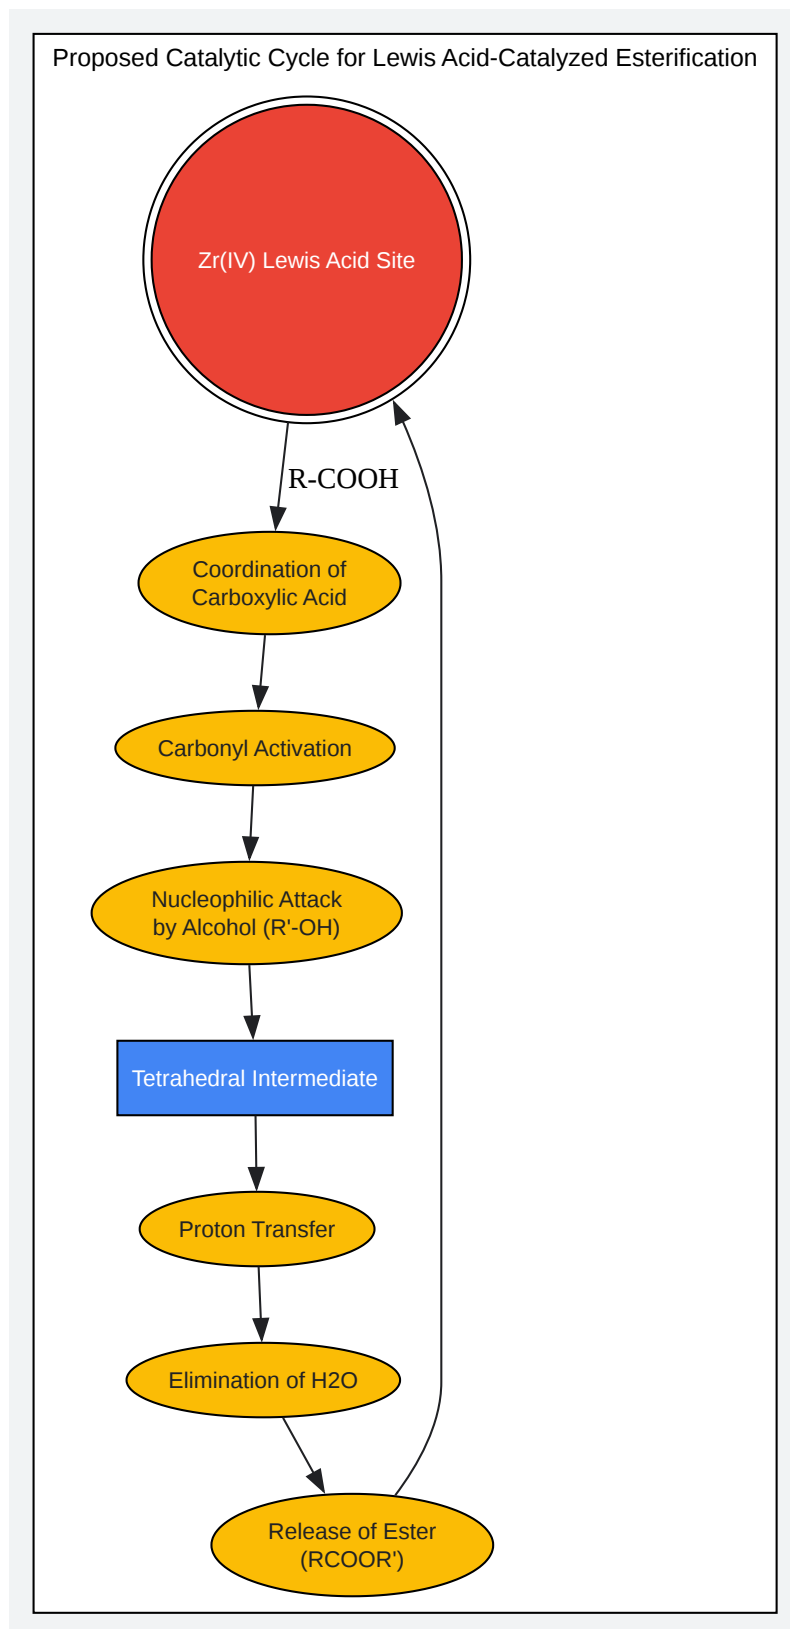 Proposed Catalytic Cycle for Lewis Acid-Catalyzed Esterification
Zr(IV) Lewis Acid Site
R-COOH
Coordination of
Carboxylic Acid
Carbonyl Activation
Nucleophilic Attack
by Alcohol (R'-OH)
Tetrahedral Intermediate
Proton Transfer
Elimination of H2O
Release of Ester
(RCOOR')